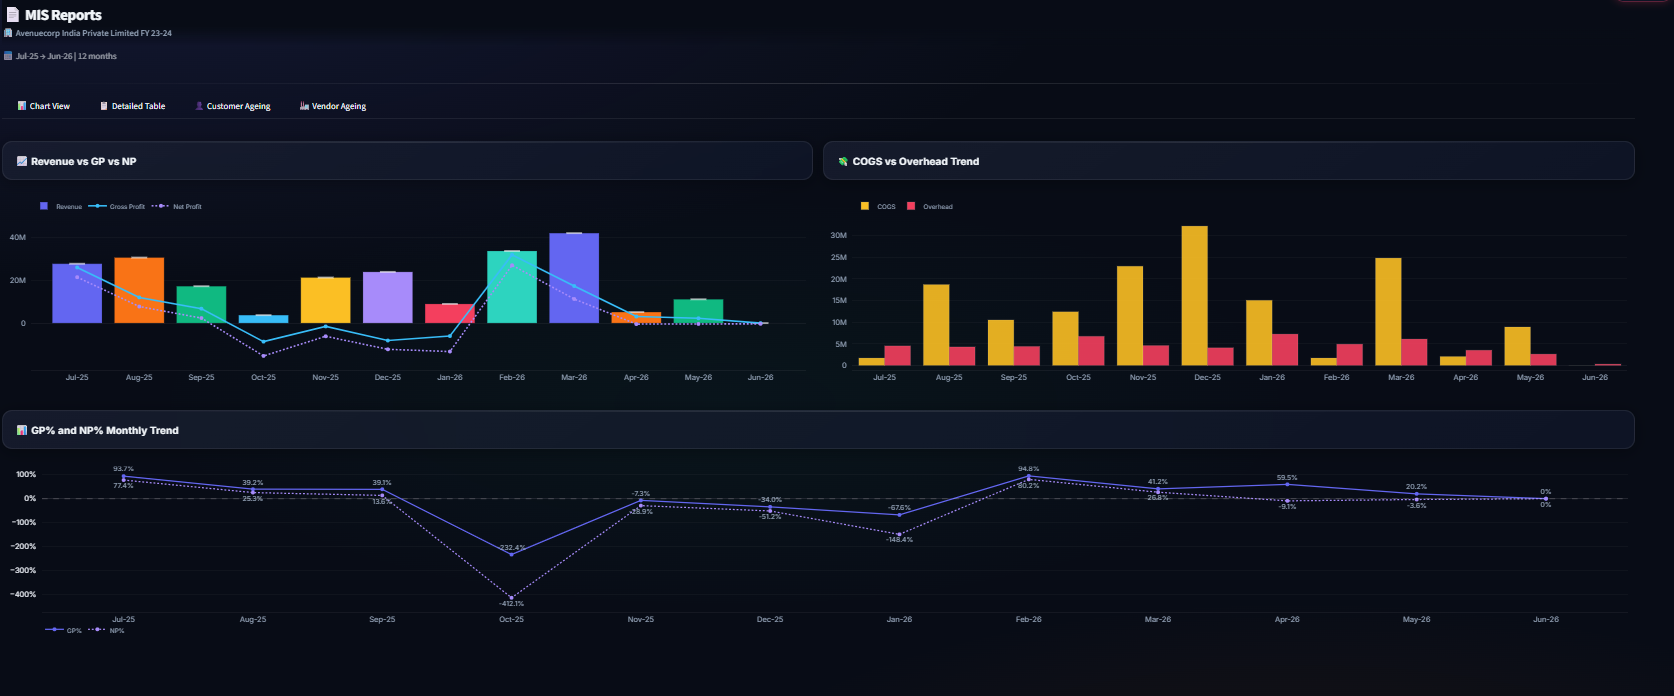 MIS Reports
Avenuecorp India Private Limited FY 23-24
Jul-25 → Jun-26 | 12 months
Chart View
Detailed Table
Customer Ageing
Vendor Ageing
Revenue vs GP vs NP
Revenue
Gross Profit
Net Profit
40M
20M
0
Jul-25
Aug-25
Sep-25
Oct-25
Nov-25
Dec-25
Jan-26
Feb-26
Mar-26
Apr-26
May-26
Jun-26
COGS vs Overhead Trend
COGS
Overhead
30M
25M
20M
15M
10M
5M
0
Jul-25
Aug-25
Sep-25
Oct-25
Nov-25
Dec-25
Jan-26
Feb-26
Mar-26
Apr-26
May-26
Jun-26
GP% and NP% Monthly Trend
100%
0%
-100%
-200%
-300%
-400%
93.7%
77.4%
39.2%
25.3%
39.1%
13.6%
-232.4%
-412.1%
-7.3%
-28.9%
-34.0%
-51.2%
-67.6%
-148.4%
94.8%
80.2%
41.2%
26.8%
59.5%
-9.1%
20.2%
-3.6%
0%
0%
Jul-25
Aug-25
Sep-25
Oct-25
Nov-25
Dec-25
Jan-26
Feb-26
Mar-26
Apr-26
May-26
Jun-26
GP%
NP%